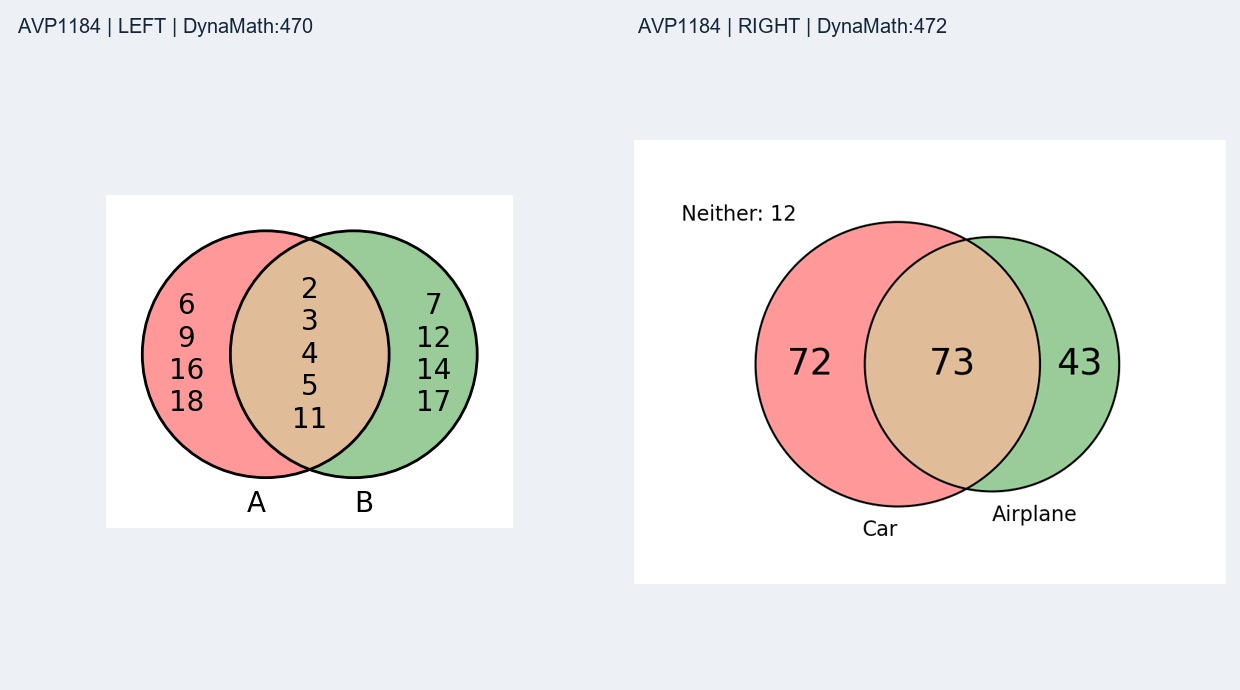 AVP1184 | LEFT | DynaMath:470
6
9
16
18
2
3
4
5
11
7
12
14
17
A
B
AVP1184 | RIGHT | DynaMath:472
Neither: 12
72
73
43
Car
Airplane